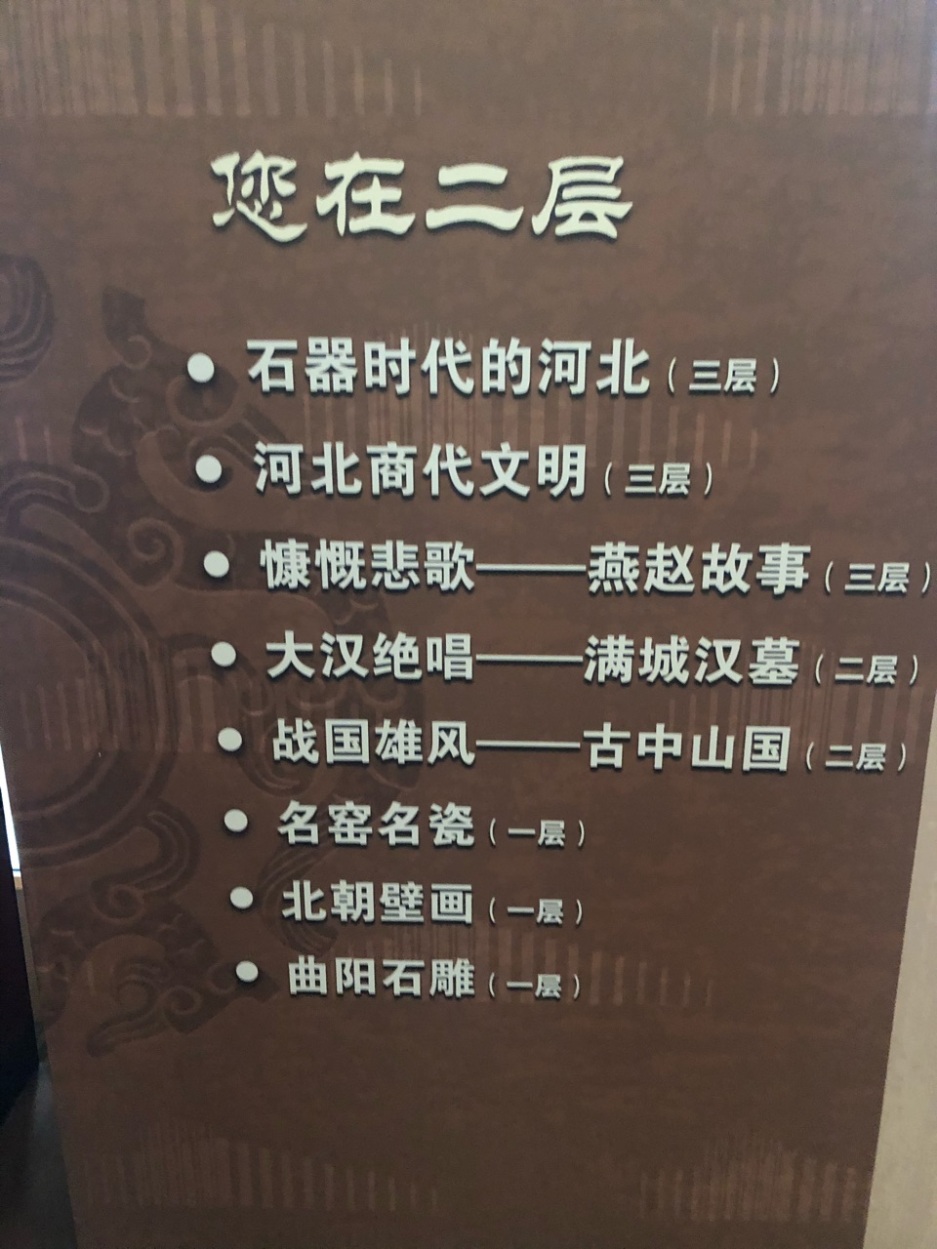 您在二层
● 石器时代的河北（三层）
● 河北商代文明（三层）
● 慷慨悲歌——燕赵故事（三层）
● 大汉绝唱——满城汉墓（二层）
● 战国雄风——古中山国（二层）
● 名窑名瓷（一层）
● 北朝壁画（一层）
● 曲阳石雕（一层）